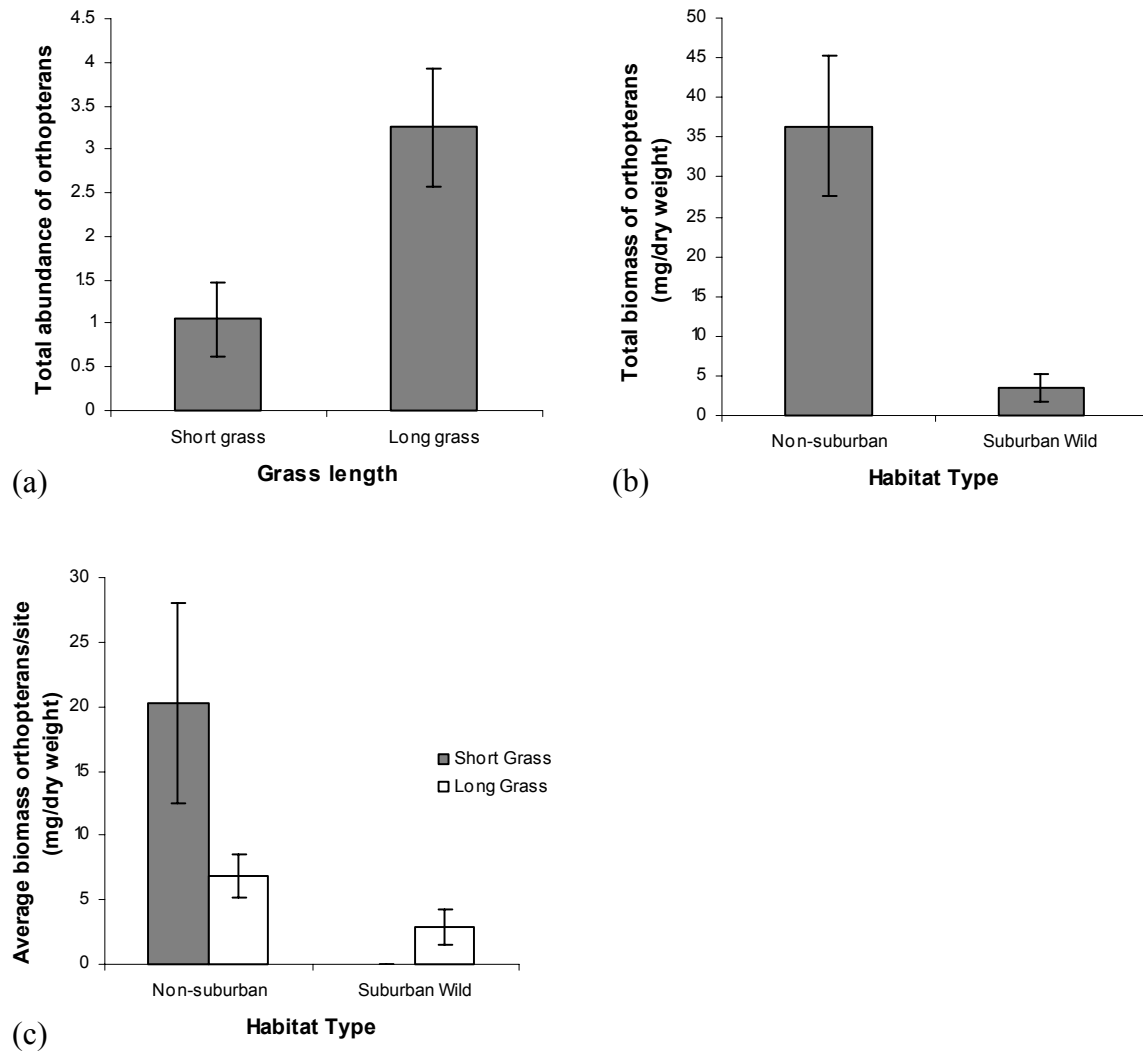 4.5
4
3.5
3
2.5
2
1.5
1
0.5
0
Total abundance of orthopterans
Short grass
Long grass
Grass length
(a)
50
45
40
35
30
25
20
15
10
5
0
Total biomass of orthopterans
(mg/dry weight)
Non-suburban
Suburban Wild
Habitat Type
(b)
30
25
20
15
10
5
0
Average biomass orthopterans/site
(mg/dry weight)
Short Grass
Long Grass
Non-suburban
Suburban Wild
Habitat Type
(c)